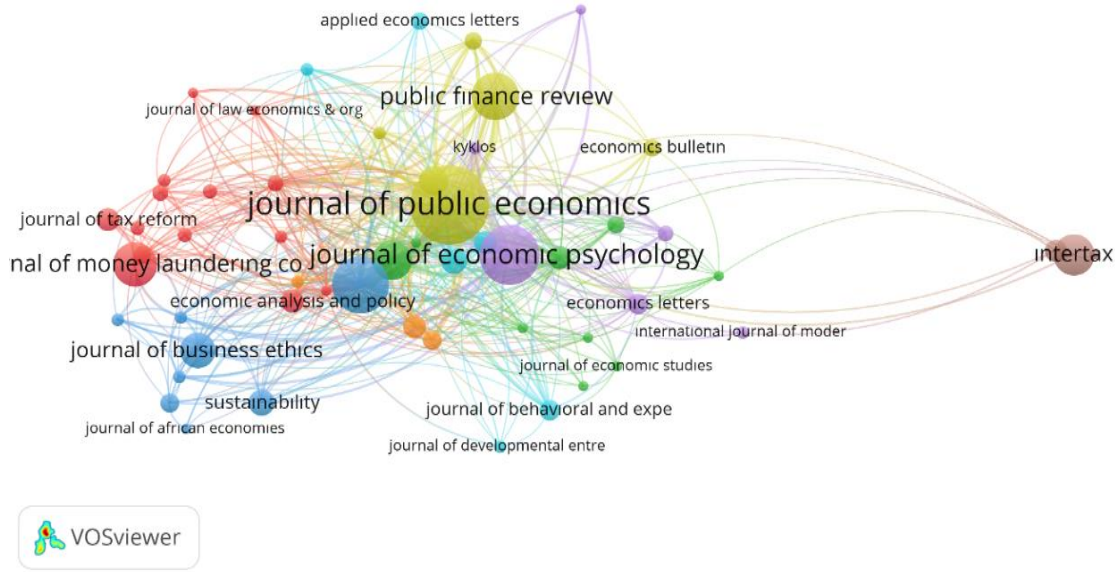 applied economics letters
public finance review
journal of law economics & org
kyklos
economics bulletin
journal of public economics
journal of tax reform
journal of economic psychology
nal of money laundering co
intertax
economic analysis and policy
economics letters
international journal of moder
journal of business ethics
journal of economic studies
sustainability
journal of behavioral and expe
journal of african economies
journal of developmental entre
VOSviewer